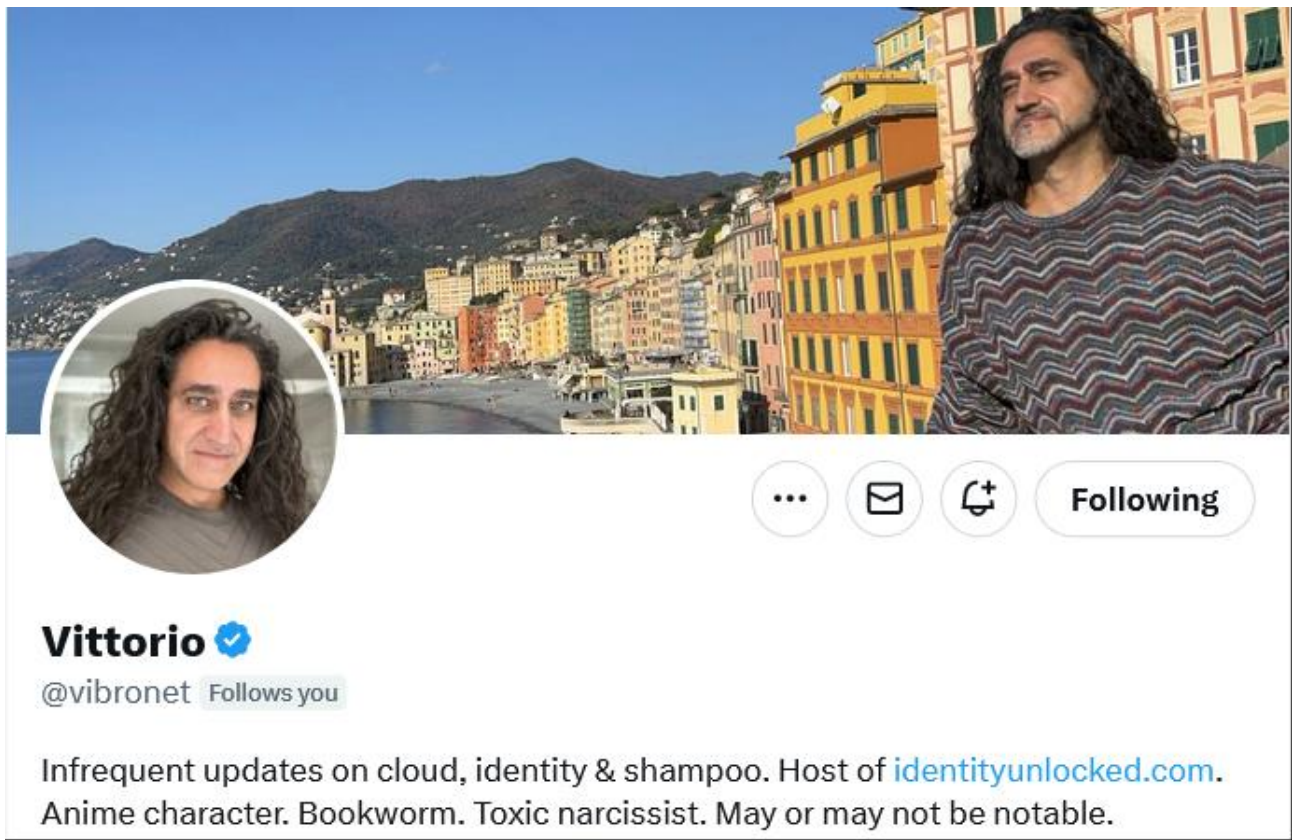 Following
Vittorio
@vibronet Follows you
Infrequent updates on cloud, identity & shampoo. Host of identityunlocked.com.
Anime character. Bookworm. Toxic narcissist. May or may not be notable.